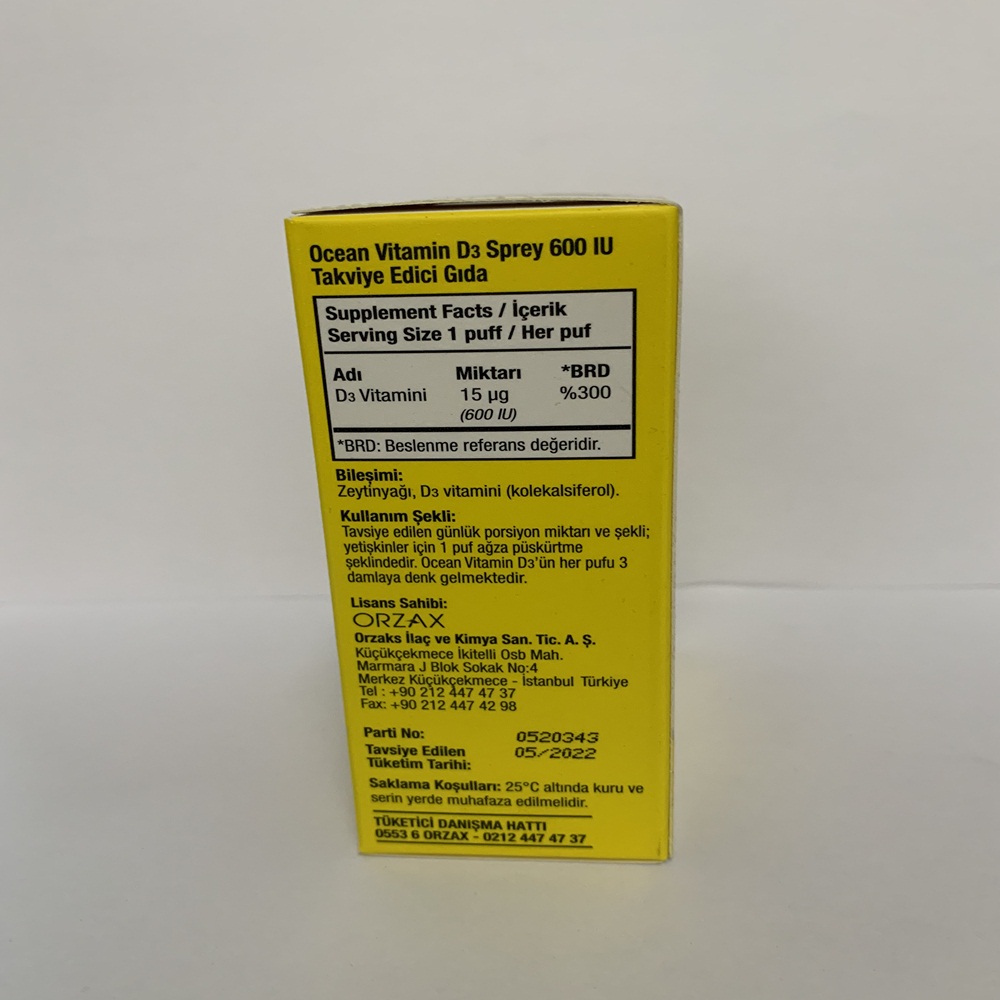 Ocean Vitamin D3 Sprey 600 IU
Takviye Edici Gıda
Supplement Facts / İçerik
Serving Size 1 puff / Her puf
Adı Miktarı *BRD
D3 Vitamini 15 µg %300
(600 IU)
*BRD: Beslenme referans değeridir.
Bileşimi:
Zeytinyağı, D3 vitamini (kolekalsiferol).
Kullanım Şekli:
Tavsiye edilen günlük porsiyon miktarı ve şekli;
yetişkinler için 1 puf ağza püskürtme
şeklindedir. Ocean Vitamin D3'ün her pufu 3
damlaya denk gelmektedir.
Lisans Sahibi:
ORZAX
Orzaks İlaç ve Kimya San. Tic. A. Ş.
Küçükçekmece İkitelli Osb Mah.
Marmara J Blok Sokak No:4
Merkez Küçükçekmece - İstanbul Türkiye
Tel : +90 212 447 47 37
Fax: +90 212 447 42 98
Parti No: 0520343
Tavsiye Edilen 05/2022
Tüketim Tarihi:
Saklama Koşulları: 25°C altında kuru ve
serin yerde muhafaza edilmelidir.
TÜKETİCİ DANIŞMA HATTI
0553 6 ORZAX - 0212 447 47 37